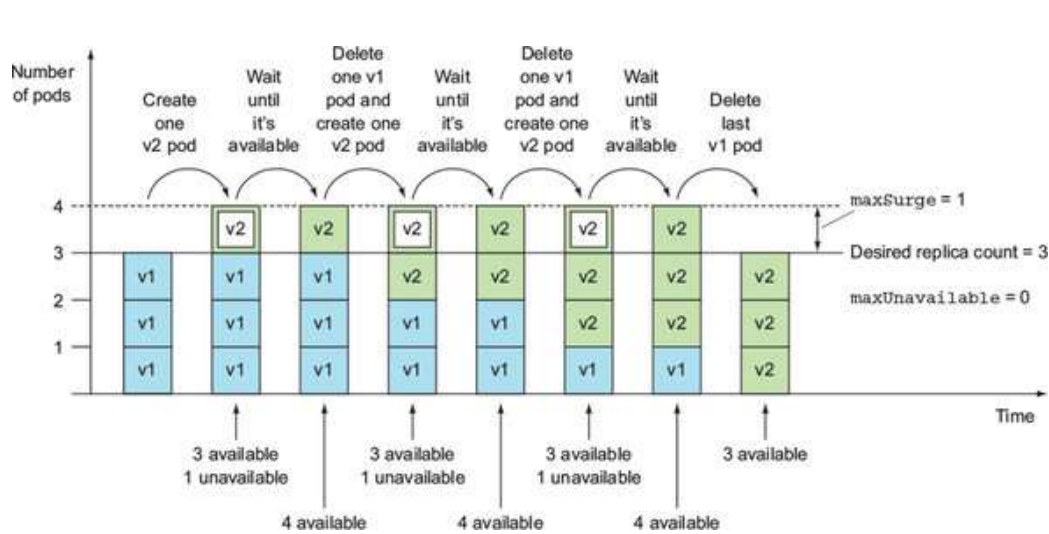 Number
of pods
Create
one
v2 pod
Wait
until
it's
available
Delete
one v1
pod and
create one
v2 pod
Wait
until
it's
available
Delete
one v1
pod and
create one
v2 pod
Wait
until
it's
available
Delete
last
v1 pod
4
3
2
1
v1
v1
v1
v2
v1
v1
v1
v2
v1
v1
v1
v2
v2
v1
v1
v2
v2
v1
v1
v2
v2
v2
v1
v2
v2
v2
v1
v2
v2
v2
maxSurge = 1
Desired replica count = 3
maxUnavailable = 0
Time
3 available
1 unavailable
4 available
3 available
1 unavailable
4 available
3 available
1 unavailable
4 available
3 available